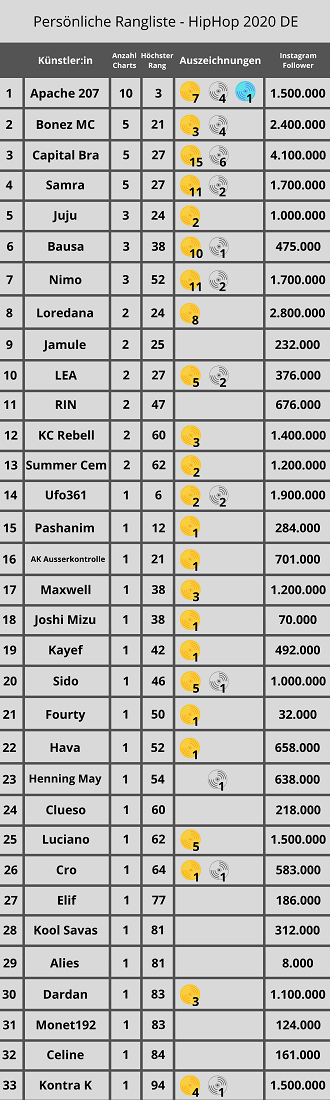 Persönliche Rangliste - HipHop 2020 DE
Künstler:in Anzahl Charts Höchster Rang Auszeichnungen Instagram Follower
1 Apache 207 10 3 7 4 1 1.500.000
2 Bonez MC 5 21 3 4 2.400.000
3 Capital Bra 5 27 15 6 4.100.000
4 Samra 5 27 11 2 1.700.000
5 Juju 3 24 2 1.000.000
6 Bausa 3 38 10 1 475.000
7 Nimo 3 52 11 2 1.700.000
8 Loredana 2 24 8 2.800.000
9 Jamule 2 25 232.000
10 LEA 2 27 5 2 376.000
11 RIN 2 47 676.000
12 KC Rebell 2 60 3 1.400.000
13 Summer Cem 2 62 2 1.200.000
14 Ufo361 1 6 2 2 1.900.000
15 Pashanim 1 12 1 284.000
16 AK Ausserkontrolle 1 21 1 701.000
17 Maxwell 1 38 3 1.200.000
18 Joshi Mizu 1 38 1 70.000
19 Kayef 1 42 1 492.000
20 Sido 1 46 5 1 1.000.000
21 Fourty 1 50 1 32.000
22 Hava 1 52 1 658.000
23 Henning May 1 54 1 638.000
24 Clueso 1 60 218.000
25 Luciano 1 62 5 1.500.000
26 Cro 1 64 1 1 583.000
27 Elif 1 77 186.000
28 Kool Savas 1 81 312.000
29 Alies 1 81 8.000
30 Dardan 1 83 3 1.100.000
31 Monet192 1 83 124.000
32 Celine 1 84 161.000
33 Kontra K 1 94 4 1 1.500.000